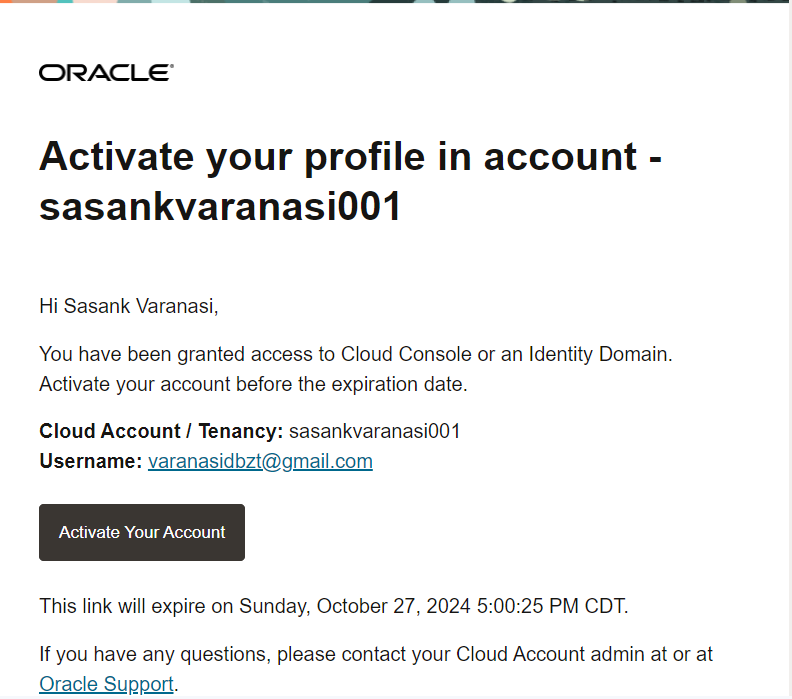 ORACLE®
Activate your profile in account -
sasankvaranasi001
Hi Sasank Varanasi,
You have been granted access to Cloud Console or an Identity Domain.
Activate your account before the expiration date.
Cloud Account / Tenancy: sasankvaranasi001
Username: varanasidbzt@gmail.com
Activate Your Account
This link will expire on Sunday, October 27, 2024 5:00:25 PM CDT.
If you have any questions, please contact your Cloud Account admin at or at
Oracle Support.